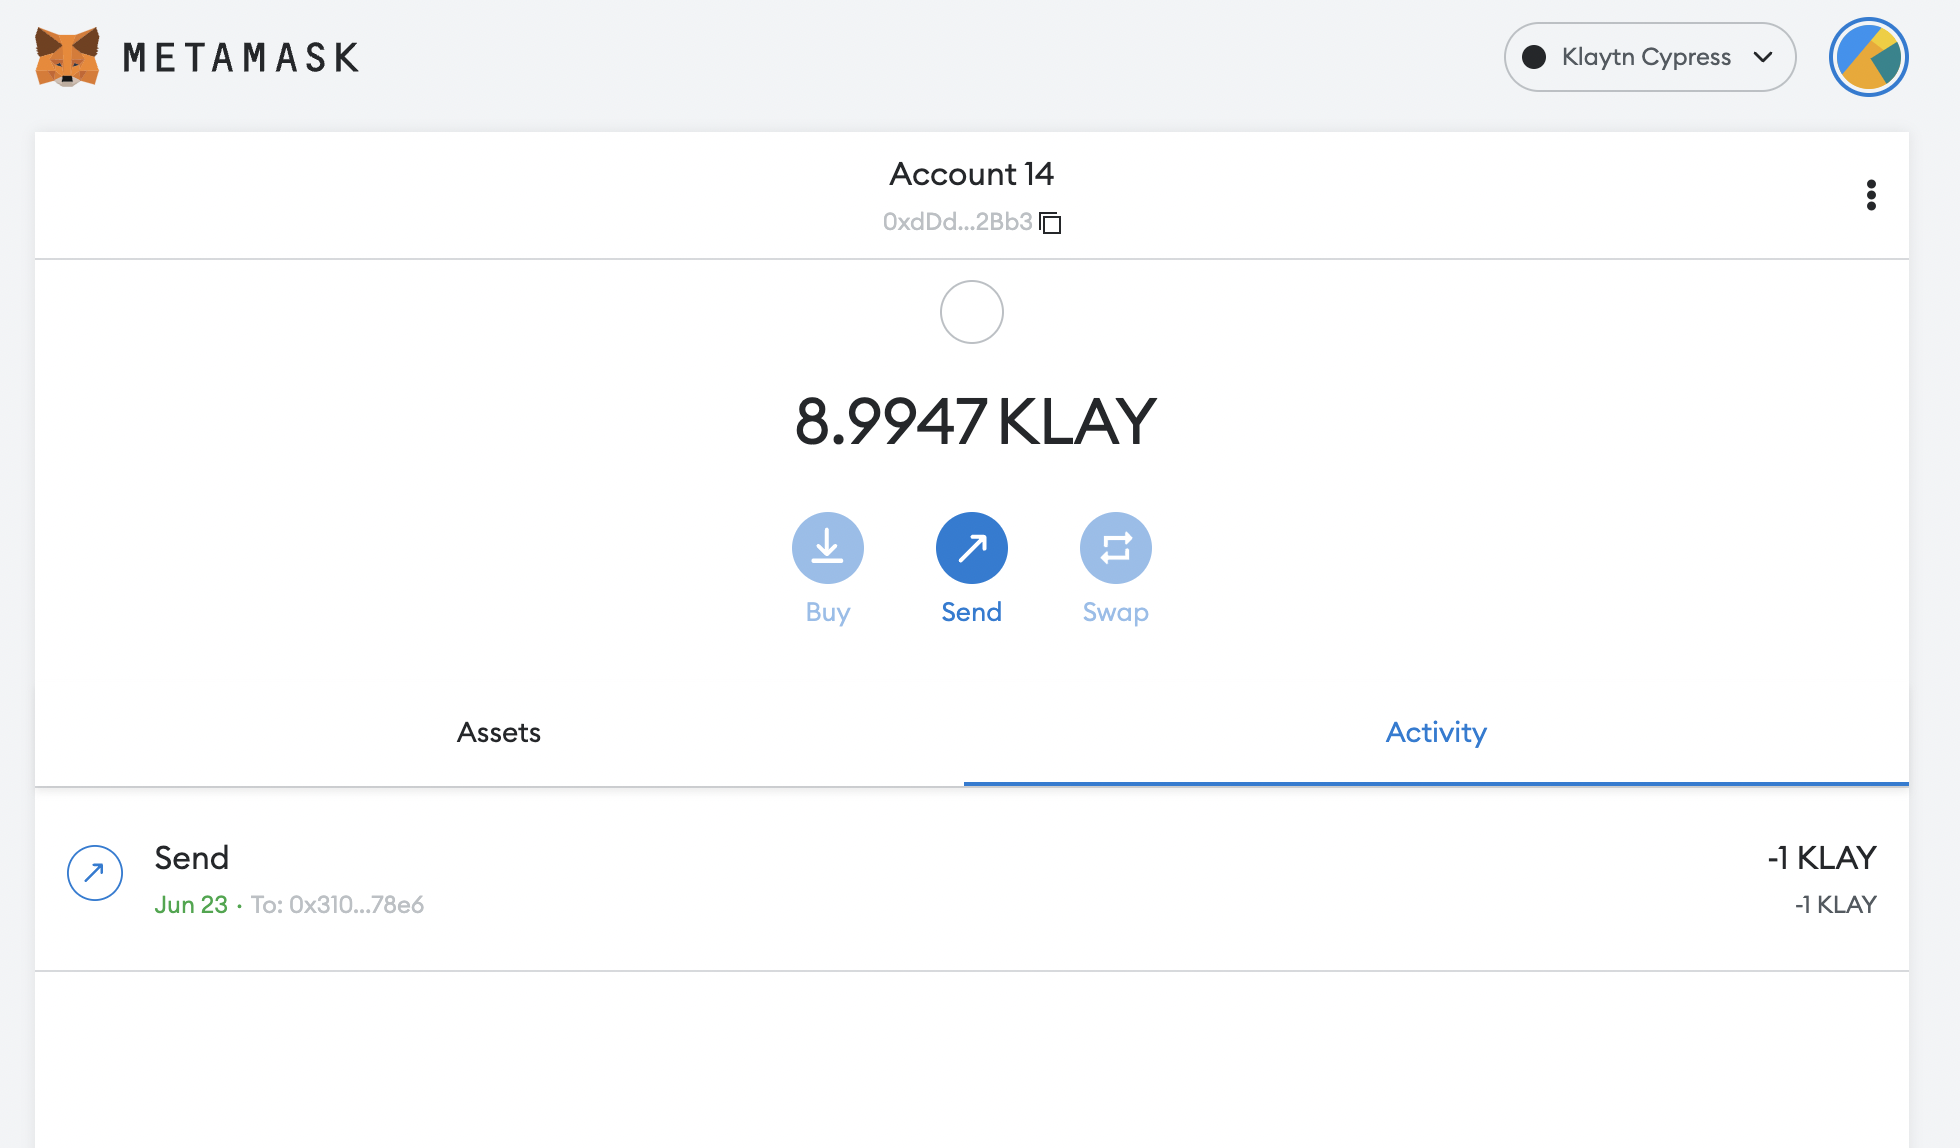 METAMASK
Klaytn Cypress
Account 14
0xdDd...2Bb3
8.9947 KLAY
Buy
Send
Swap
Assets
Activity
Send
-1 KLAY
Jun 23 · To: 0x310...78e6
-1 KLAY